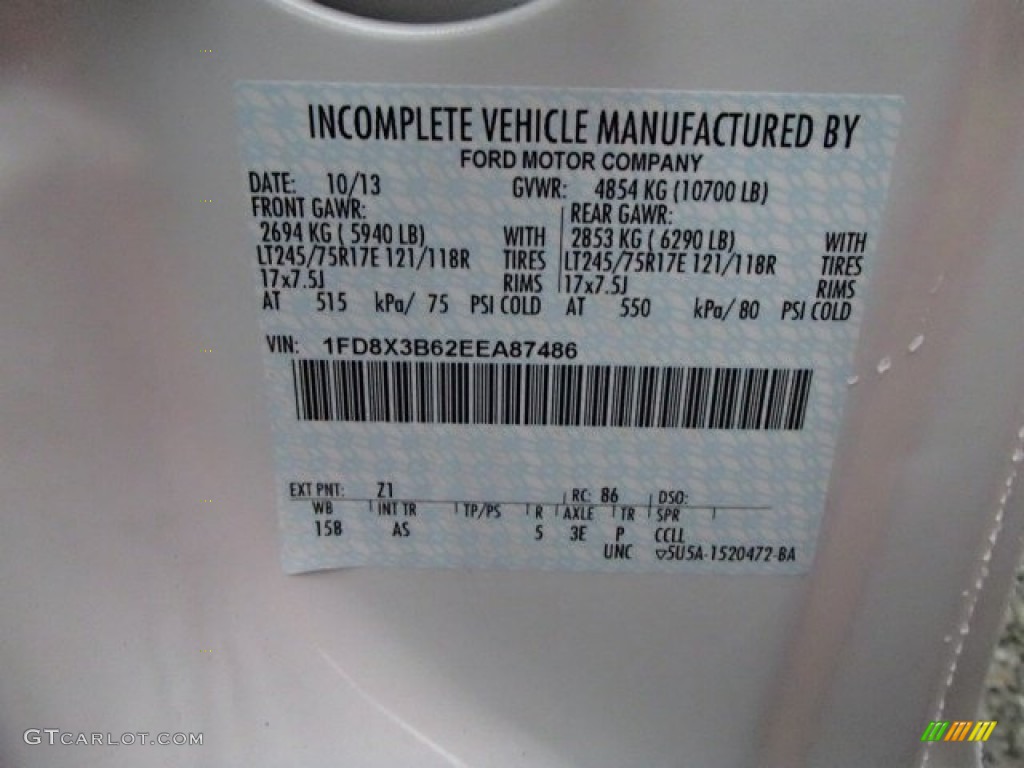 INCOMPLETE VEHICLE MANUFACTURED BY
FORD MOTOR COMPANY
DATE: 10/13 GVWR: 4854 KG (10700 LB)
FRONT GAWR: REAR GAWR:
2694 KG ( 5940 LB) WITH 2853 KG ( 6290 LB) WITH
LT245/75R17E 121/118R TIRES LT245/75R17E 121/118R TIRES
17x7.5J RIMS 17x7.5J RIMS
AT 515 kPa/ 75 PSI COLD AT 550 kPa/ 80 PSI COLD
VIN: 1FD8X3B62EEA87486
EXT PNT: Z1 RC: 86 DSO:
WB INT TR TP/PS R AXLE TR SPR
158 AS 5 3E P CCLL
UNC ▽5U5A-1520472-BA
GTCARLOT.COM